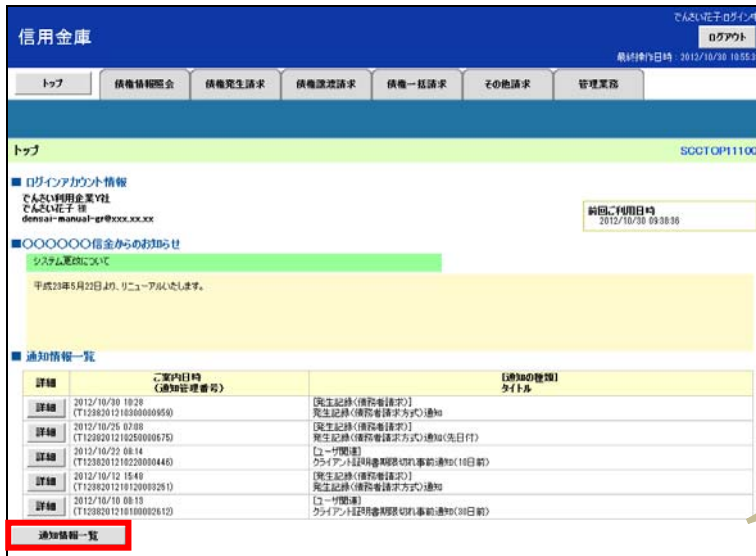 でんさい花子:ログイン中
信用金庫
ログアウト
最終操作日時：2012/10/30 10:55:3
トップ 債権情報照会 債権発生請求 債権譲渡請求 債権一括請求 その他請求 管理業務
トップ SCCTOP11100
■ ログインアカウント情報
でんさい利用企業Y社
でんさい花子 様
densai-manual-gr@xxx.xx.xx
前回ご利用日時
2012/10/30 09:38:36
■〇〇〇〇〇〇信金からのお知らせ
システム更改について
平成23年5月22日より、リニューアルいたします。
■ 通知情報一覧
詳細 ご案内日時 [通知の種類]
(通知管理番号) タイトル
詳細 2012/10/30 10:28 [発生記録(債務者請求)]
(T1238201210300000959) 発生記録(債務者請求方式)通知
詳細 2012/10/25 07:08 [発生記録(債務者請求)]
(T1238201210250000675) 発生記録(債務者請求方式)通知(先日付)
詳細 2012/10/22 08:14 [ユーザ関連]
(T1238201210220000446) クライアント証明書期限切れ事前通知(10日前)
詳細 2012/10/12 15:48 [発生記録(債務者請求)]
(T1238201210120003261) 発生記録(債務者請求方式)通知
詳細 2012/10/10 08:13 [ユーザ関連]
(T1238201210100002612) クライアント証明書期限切れ事前通知(30日前)
通知情報一覧